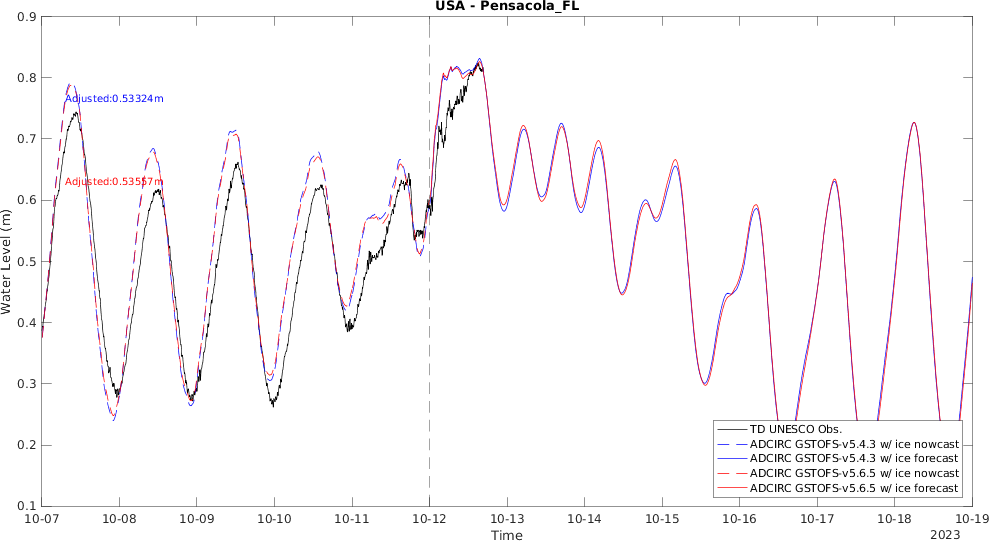 USA - Pensacola_FL
0.9
0.8
0.7
0.6
0.5
0.4
0.3
0.2
0.1
Water Level (m)
Adjusted:0.53324m
Adjusted:0.53557m
TD UNESCO Obs.
ADCIRC GSTOFS-v5.4.3 w/ ice nowcast
ADCIRC GSTOFS-v5.4.3 w/ ice forecast
ADCIRC GSTOFS-v5.6.5 w/ ice nowcast
ADCIRC GSTOFS-v5.6.5 w/ ice forecast
10-07 10-08 10-09 10-10 10-11 10-12 10-13 10-14 10-15 10-16 10-17 10-18 10-19
Time
2023